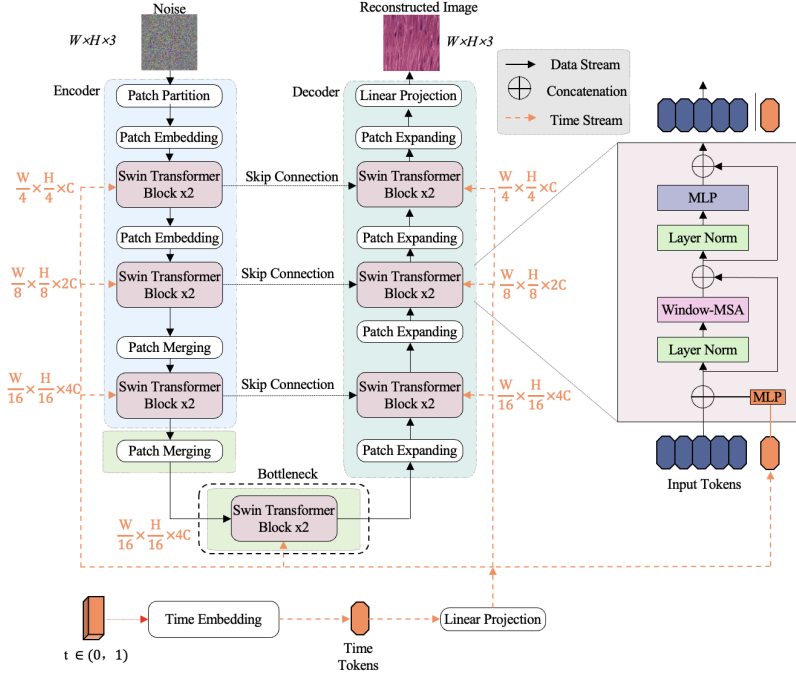 Noise
W×H×3
Reconstructed Image
W×H×3
Data Stream
Concatenation
Time Stream
Encoder
Patch Partition
Patch Embedding
Swin Transformer
Block x2
W/4 × H/4 ×C
Patch Embedding
Swin Transformer
Block x2
W/8 × H/8 ×2C
Patch Merging
Swin Transformer
Block x2
W/16 × H/16 ×4C
Patch Merging
Skip Connection
Skip Connection
Skip Connection
Bottleneck
Swin Transformer
Block x2
W/16 × H/16 ×4C
Decoder
Linear Projection
Patch Expanding
Swin Transformer
Block x2
W/4 × H/4 ×C
Patch Expanding
Swin Transformer
Block x2
W/8 × H/8 ×2C
Patch Expanding
Swin Transformer
Block x2
W/16 × H/16 ×4C
Patch Expanding
MLP
Layer Norm
Window-MSA
Layer Norm
MLP
Input Tokens
t ∈ (0, 1)
Time Embedding
Time
Tokens
Linear Projection